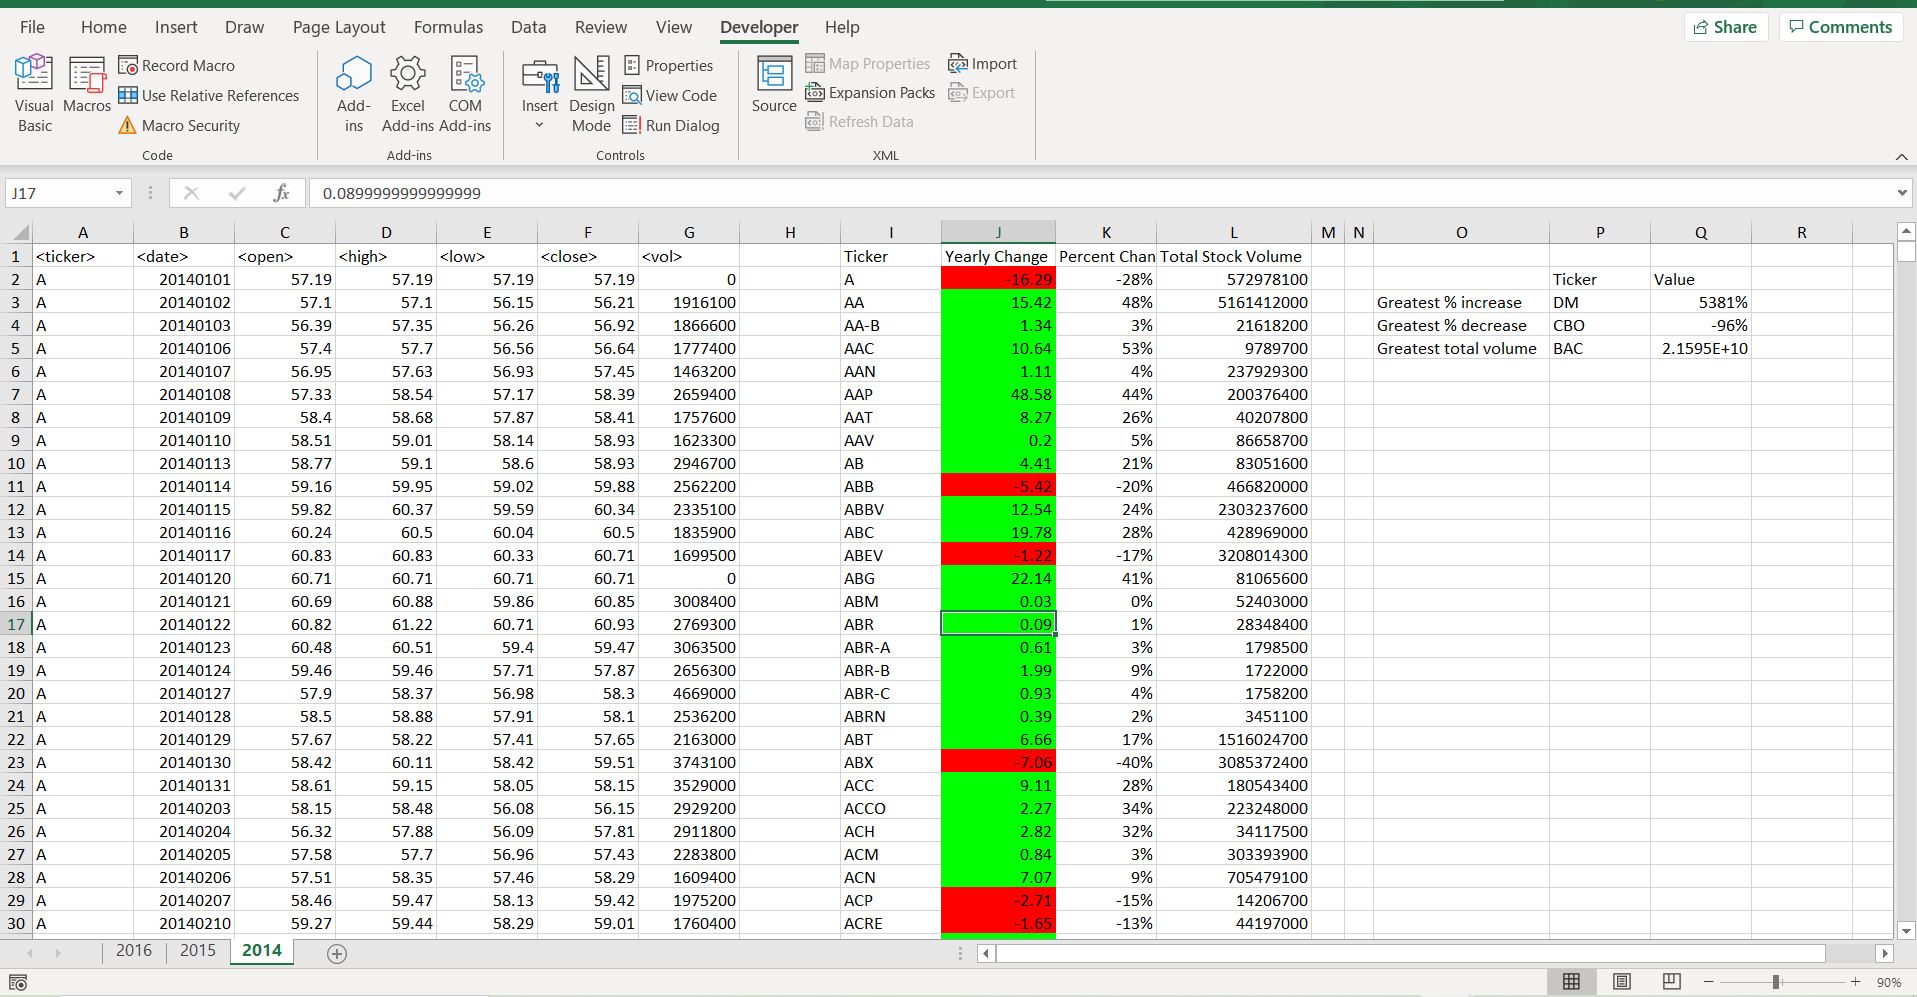 File Home Insert Draw Page Layout Formulas Data Review View Developer Help Share Comments
Visual Basic
Macros
Record Macro
Use Relative References
Macro Security
Code
Add-ins
Excel Add-ins
COM Add-ins
Add-ins
Insert
Design Mode
Properties
View Code
Run Dialog
Controls
Source
Map Properties
Expansion Packs
Refresh Data
Import
Export
XML
J17 fx 0.0899999999999999
A B C D E F G H I J K L M N O P Q R
1 <ticker> <date> <open> <high> <low> <close> <vol> Ticker Yearly Change Percent Chan Total Stock Volume
2 A 20140101 57.19 57.19 57.19 57.19 0 A -16.29 -28% 572978100 Ticker Value
3 A 20140102 57.1 57.1 56.15 56.21 1916100 AA 15.42 48% 5161412000 Greatest % increase DM 5381%
4 A 20140103 56.39 57.35 56.26 56.92 1866600 AA-B 1.34 3% 21618200 Greatest % decrease CBO -96%
5 A 20140106 57.4 57.7 56.56 56.64 1777400 AAC 10.64 53% 9789700 Greatest total volume BAC 2.1595E+10
6 A 20140107 56.95 57.63 56.93 57.45 1463200 AAN 1.11 4% 237929300
7 A 20140108 57.33 58.54 57.17 58.39 2659400 AAP 48.58 44% 200376400
8 A 20140109 58.4 58.68 57.87 58.41 1757600 AAT 8.27 26% 40207800
9 A 20140110 58.51 59.01 58.14 58.93 1623300 AAV 0.2 5% 86658700
10 A 20140113 58.77 59.1 58.6 58.93 2946700 AB 4.41 21% 83051600
11 A 20140114 59.16 59.95 59.02 59.88 2562200 ABB -5.42 -20% 466820000
12 A 20140115 59.82 60.37 59.59 60.34 2335100 ABBV 12.54 24% 2303237600
13 A 20140116 60.24 60.5 60.04 60.5 1835900 ABC 19.78 28% 428969000
14 A 20140117 60.83 60.83 60.33 60.71 1699500 ABEV -1.22 -17% 3208014300
15 A 20140120 60.71 60.71 60.71 60.71 0 ABG 22.14 41% 81065600
16 A 20140121 60.69 60.88 59.86 60.85 3008400 ABM 0.03 0% 52403000
17 A 20140122 60.82 61.22 60.71 60.93 2769300 ABR 0.09 1% 28348400
18 A 20140123 60.48 60.51 59.4 59.47 3063500 ABR-A 0.61 3% 1798500
19 A 20140124 59.46 59.46 57.71 57.87 2656300 ABR-B 1.99 9% 1722000
20 A 20140127 57.9 58.37 56.98 58.3 4669000 ABR-C 0.93 4% 1758200
21 A 20140128 58.5 58.88 57.91 58.1 2536200 ABRN 0.39 2% 3451100
22 A 20140129 57.67 58.22 57.41 57.65 2163000 ABT 6.66 17% 1516024700
23 A 20140130 58.42 60.11 58.42 59.51 3743100 ABX -7.06 -40% 3085372400
24 A 20140131 58.61 59.15 58.05 58.15 3529000 ACC 9.11 28% 180543400
25 A 20140203 58.15 58.48 56.08 56.15 2929200 ACCO 2.27 34% 223248000
26 A 20140204 56.32 57.88 56.09 57.81 2911800 ACH 2.82 32% 34117500
27 A 20140205 57.58 57.7 56.96 57.43 2283800 ACM 0.84 3% 303393900
28 A 20140206 57.51 58.35 57.46 58.29 1609400 ACN 7.07 9% 705479100
29 A 20140207 58.46 59.47 58.13 59.42 1975200 ACP -2.71 -15% 14206700
30 A 20140210 59.27 59.44 58.29 59.01 1760400 ACRE -1.65 -13% 44197000
2016 2015 2014
90%